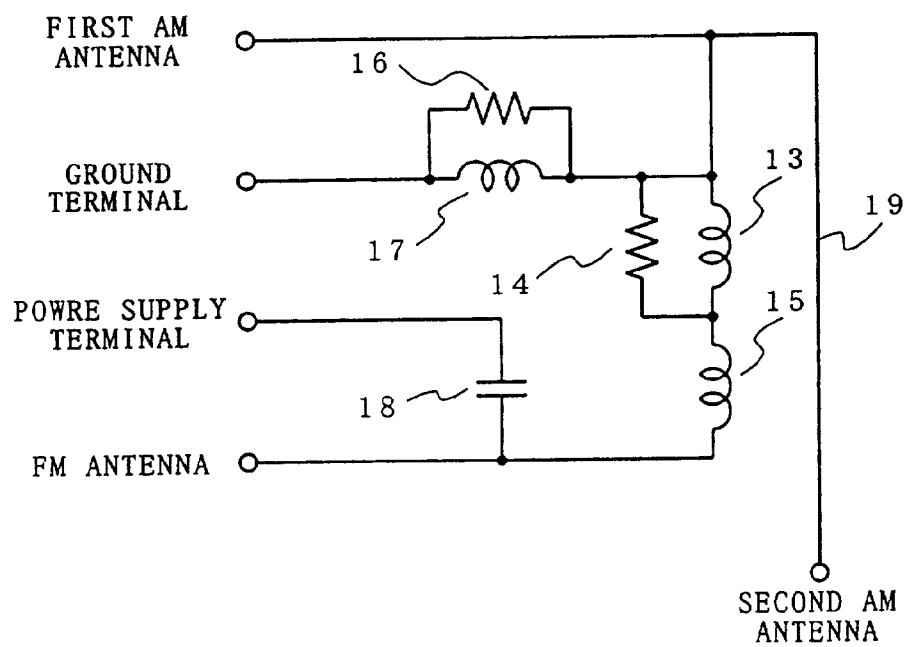 FIRST AM
ANTENNA
16
GROUND
TERMINAL
13
17
14
19
POWRE SUPPLY
TERMINAL
15
18
FM ANTENNA
SECOND AM
ANTENNA